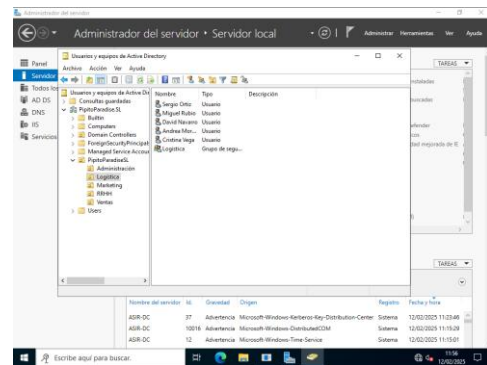 Administrador del servidor
Administrador del servidor • Servidor local
Administrar Herramientas Ver Ayuda
Panel
Servidor
Todos los
AD DS
DNS
IIS
Servicios
Usuarios y equipos de Active Directory
Archivo Acción Ver Ayuda
Usuarios y equipos de Active Dir
Consultas guardadas
PipitoParadise.SL
Builtin
Computers
Domain Controllers
ForeignSecurityPrincipal
Managed Service Accou
PipitoParadiseSL
Administración
Logística
Marketing
RRHH
Ventas
Users
Nombre Tipo Descripción
Sergio Ortiz Usuario
Miguel Rubio Usuario
David Navarro Usuario
Andrea Mor... Usuario
Cristina Vega Usuario
Logística Grupo de segu...
TAREAS
TAREAS
Nombre del servidor Id. Gravedad Origen Registro Fecha y hora
ASIR-DC 37 Advertencia Microsoft-Windows-Kerberos-Key-Distribution-Center Sistema 12/02/2025 11:23:46
ASIR-DC 10016 Advertencia Microsoft-Windows-DistributedCOM Sistema 12/02/2025 11:15:28
ASIR-DC 12 Advertencia Microsoft-Windows-Time-Service Sistema 12/02/2025 11:15:01
Escribe aquí para buscar.
11:56
12/02/2025